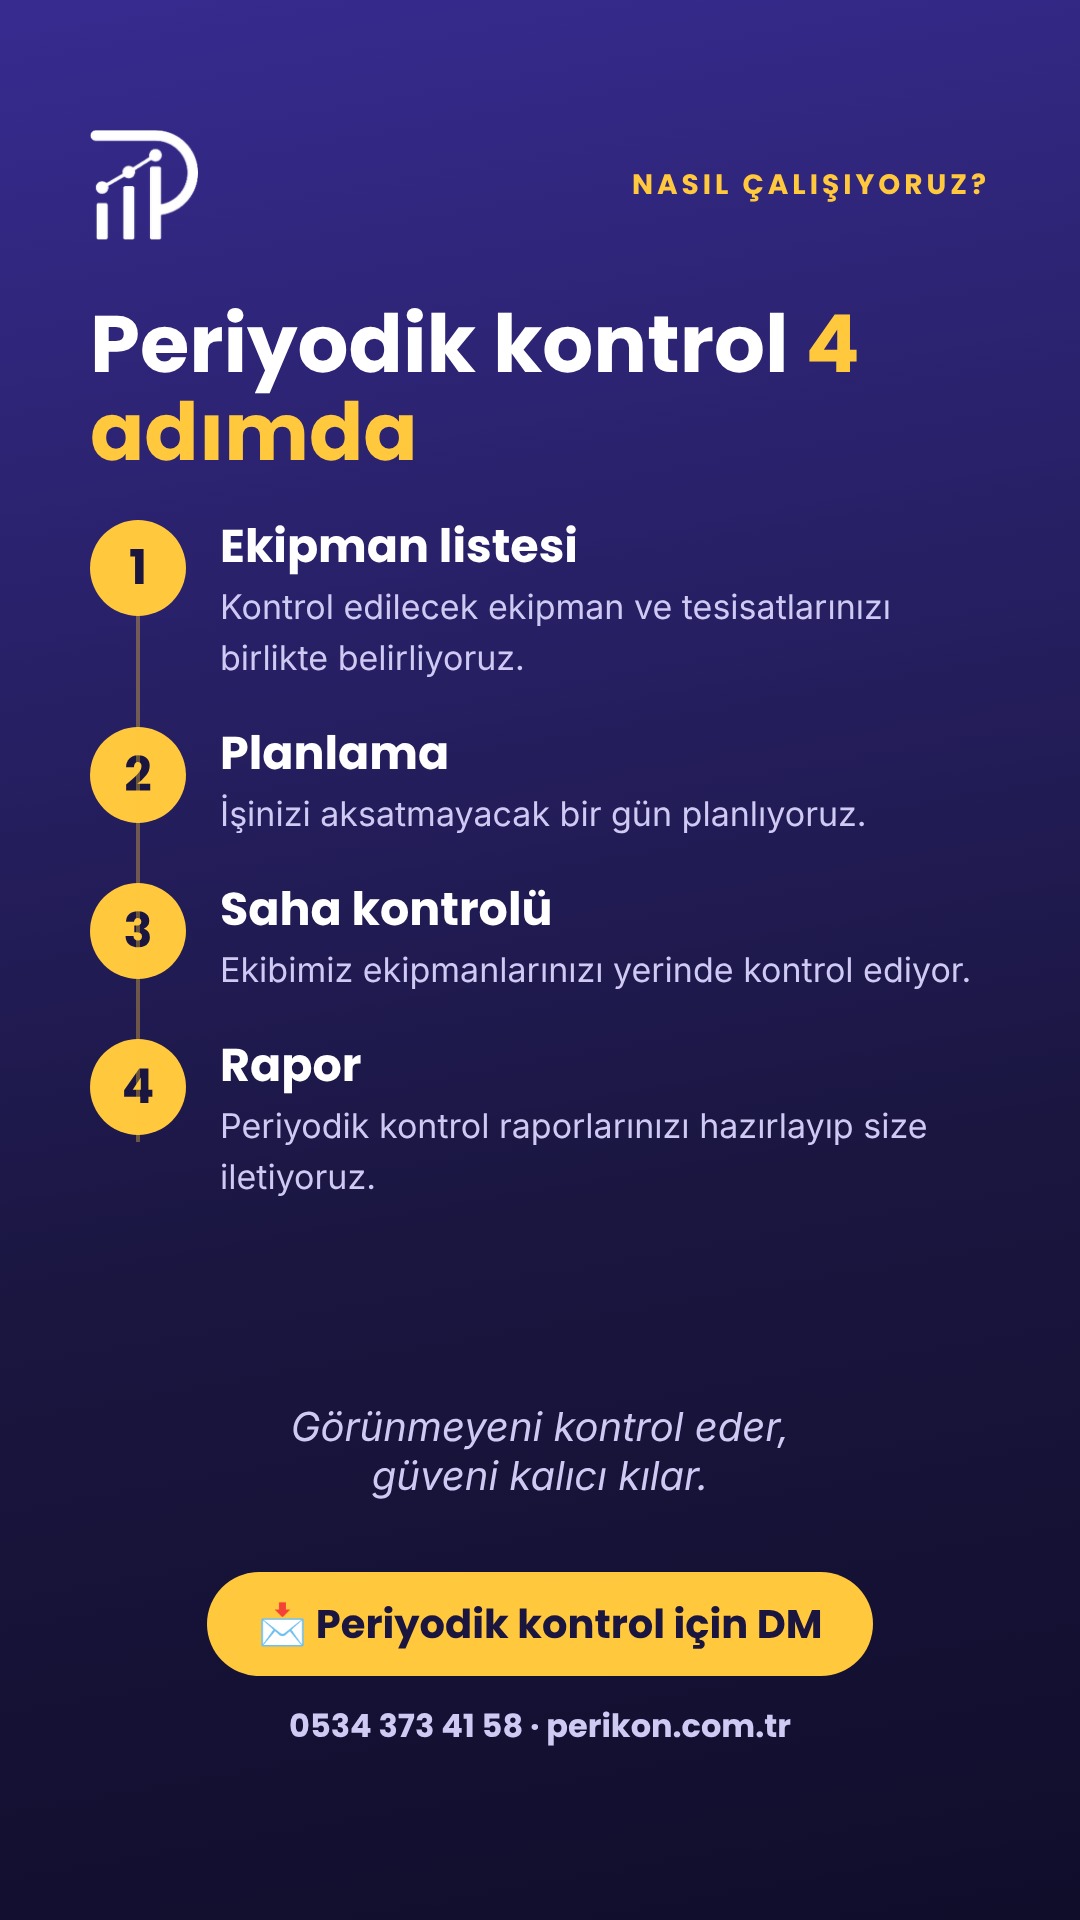 NASIL ÇALIŞIYORUZ?
Periyodik kontrol 4
adımda
1
Ekipman listesi
Kontrol edilecek ekipman ve tesisatlarınızı
birlikte belirliyoruz.
2
Planlama
İşinizi aksatmayacak bir gün planlıyoruz.
3
Saha kontrolü
Ekibimiz ekipmanlarınızı yerinde kontrol ediyor.
4
Rapor
Periyodik kontrol raporlarınızı hazırlayıp size
iletiyoruz.
Görünmeyeni kontrol eder,
güveni kalıcı kılar.
📩 Periyodik kontrol için DM
0534 373 41 58 · perikon.com.tr